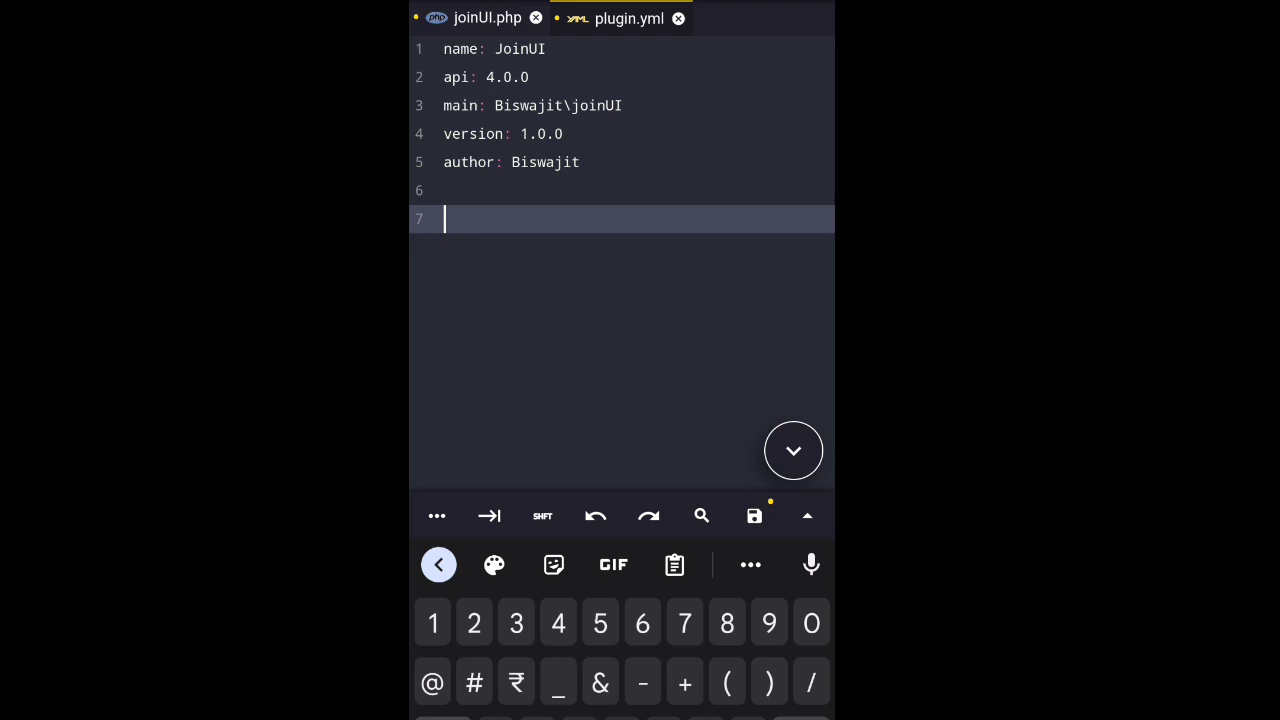 php joinUI.php YAML plugin.yml
1 name: JoinUI
2 api: 4.0.0
3 main: Biswajit\joinUI
4 version: 1.0.0
5 author: Biswajit
6
7
SHFT
GIF
1 2 3 4 5 6 7 8 9 0
@ # ₹ _ & - + ( ) /